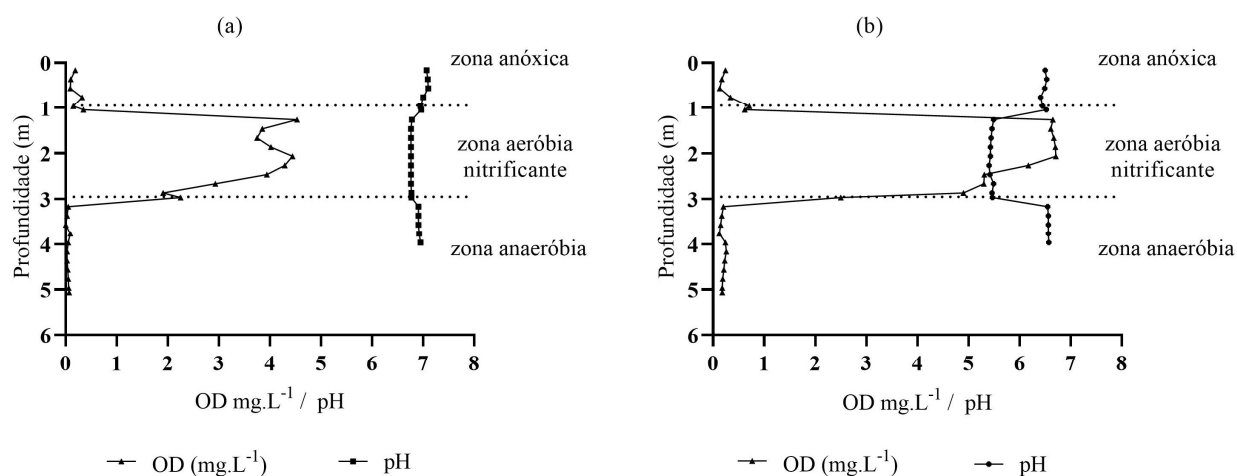 (a)
zona anóxica
zona aeróbia
nitrificante
zona anaeróbia
Profundidade (m)
0
1
2
3
4
5
6
0 1 2 3 4 5 6 7 8
OD mg.L⁻¹ / pH
OD (mg.L⁻¹) pH
(b)
zona anóxica
zona aeróbia
nitrificante
zona anaeróbia
Profundidade (m)
0
1
2
3
4
5
6
0 1 2 3 4 5 6 7 8
OD mg.L⁻¹ / pH
OD (mg.L⁻¹) pH